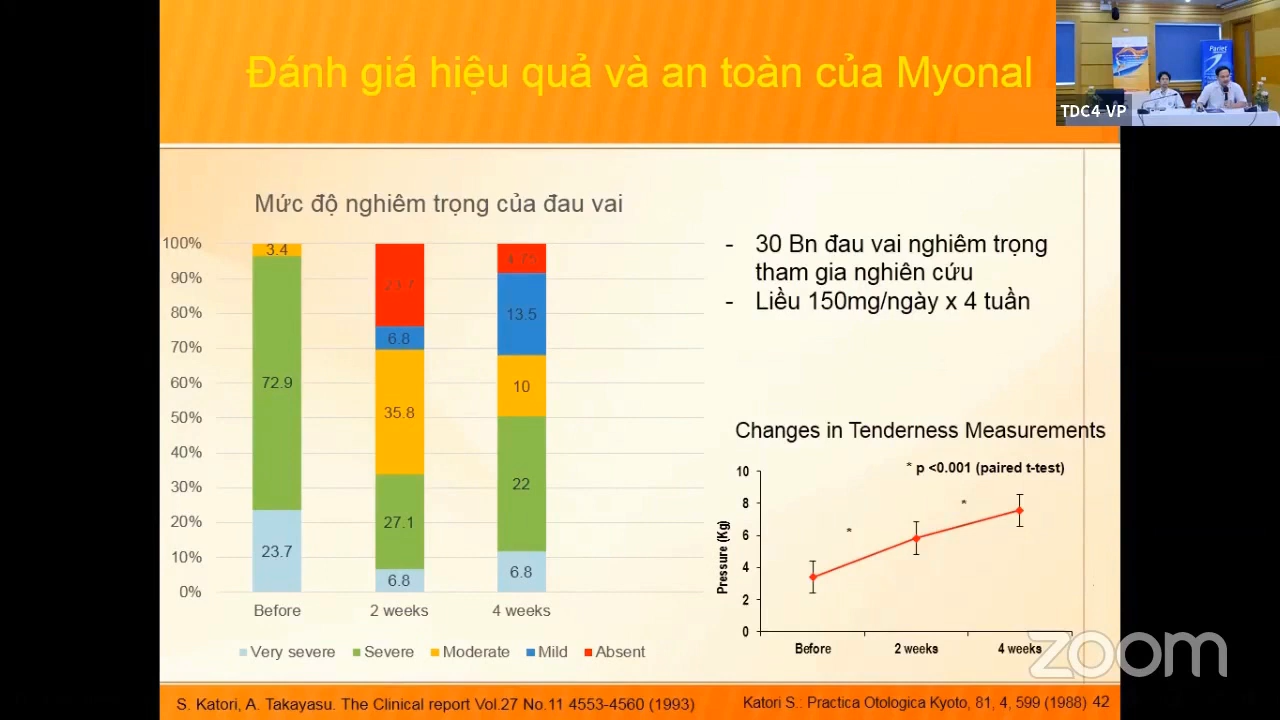 Đánh giá hiệu quả và an toàn của Myonal
Pariet
TDC4 VP
Mức độ nghiêm trọng của đau vai
100%
90%
80%
70%
60%
50%
40%
30%
20%
10%
0%
3.4
72.9
23.7
23.7
6.8
35.8
27.1
6.8
4.75
13.5
10
22
6.8
Before 2 weeks 4 weeks
Very severe Severe Moderate Mild Absent
- 30 Bn đau vai nghiêm trọng
tham gia nghiên cứu
- Liều 150mg/ngày x 4 tuần
Changes in Tenderness Measurements
* p <0.001 (paired t-test)
Pressure (Kg)
10
8
6
4
2
0
*
*
Before 2 weeks 4 weeks
zoom
S. Katori, A. Takayasu. The Clinical report Vol.27 No.11 4553-4560 (1993)
Katori S.: Practica Otologica Kyoto, 81, 4, 599 (1988) 42